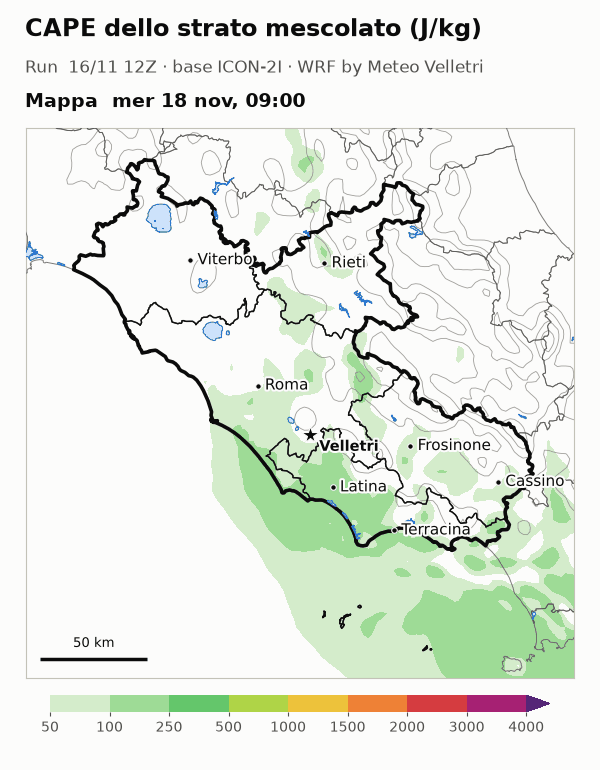 CAPE dello strato mescolato (J/kg)
Run  16/11 12Z · base ICON-2I · WRF by Meteo Velletri
Mappa  mer 18 nov, 09:00
Viterbo
Rieti
Roma
Velletri
Frosinone
Latina
Cassino
Terracina
50 km
50 100 250 500 1000 1500 2000 3000 4000